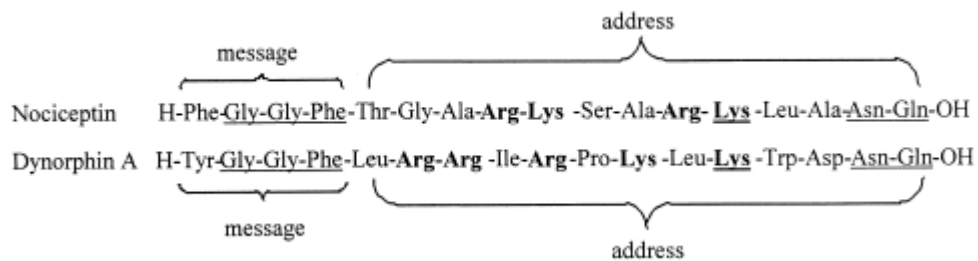 address
message
Nociceptin H-Phe-Gly-Gly-Phe-Thr-Gly-Ala-Arg-Lys -Ser-Ala-Arg- Lys -Leu-Ala-Asn-Gln-OH
Dynorphin A H-Tyr-Gly-Gly-Phe-Leu-Arg-Arg -Ile-Arg-Pro-Lys -Leu-Lys -Trp-Asp-Asn-Gln-OH
message
address